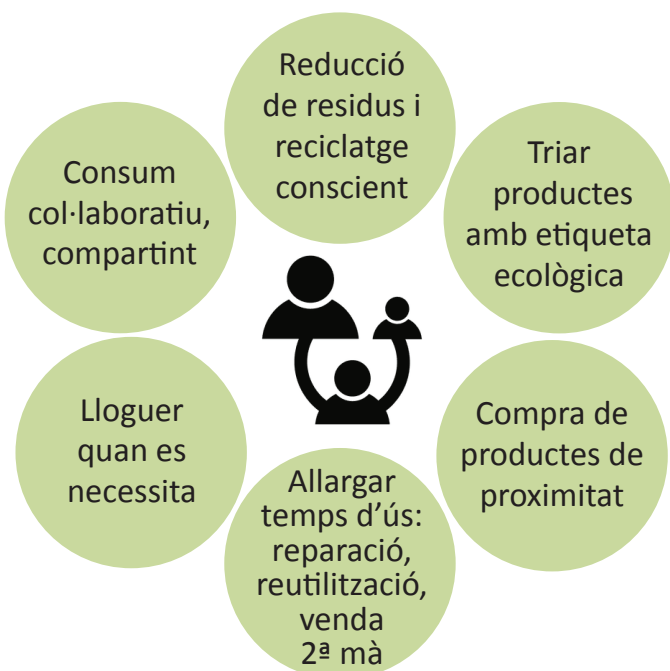 Reducció
de residus i
reciclatge
conscient
Triar
productes
amb etiqueta
ecològica
Compra de
productes de
proximitat
Allargar
temps d’ús:
reparació,
reutilització,
venda
2ª mà
Lloguer
quan es
necessita
Consum
col·laboratiu,
compartint